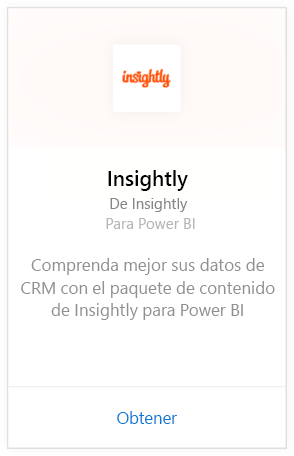 insightly
Insightly
De Insightly
Para Power BI
Comprenda mejor sus datos de
CRM con el paquete de contenido
de Insightly para Power BI
Obtener